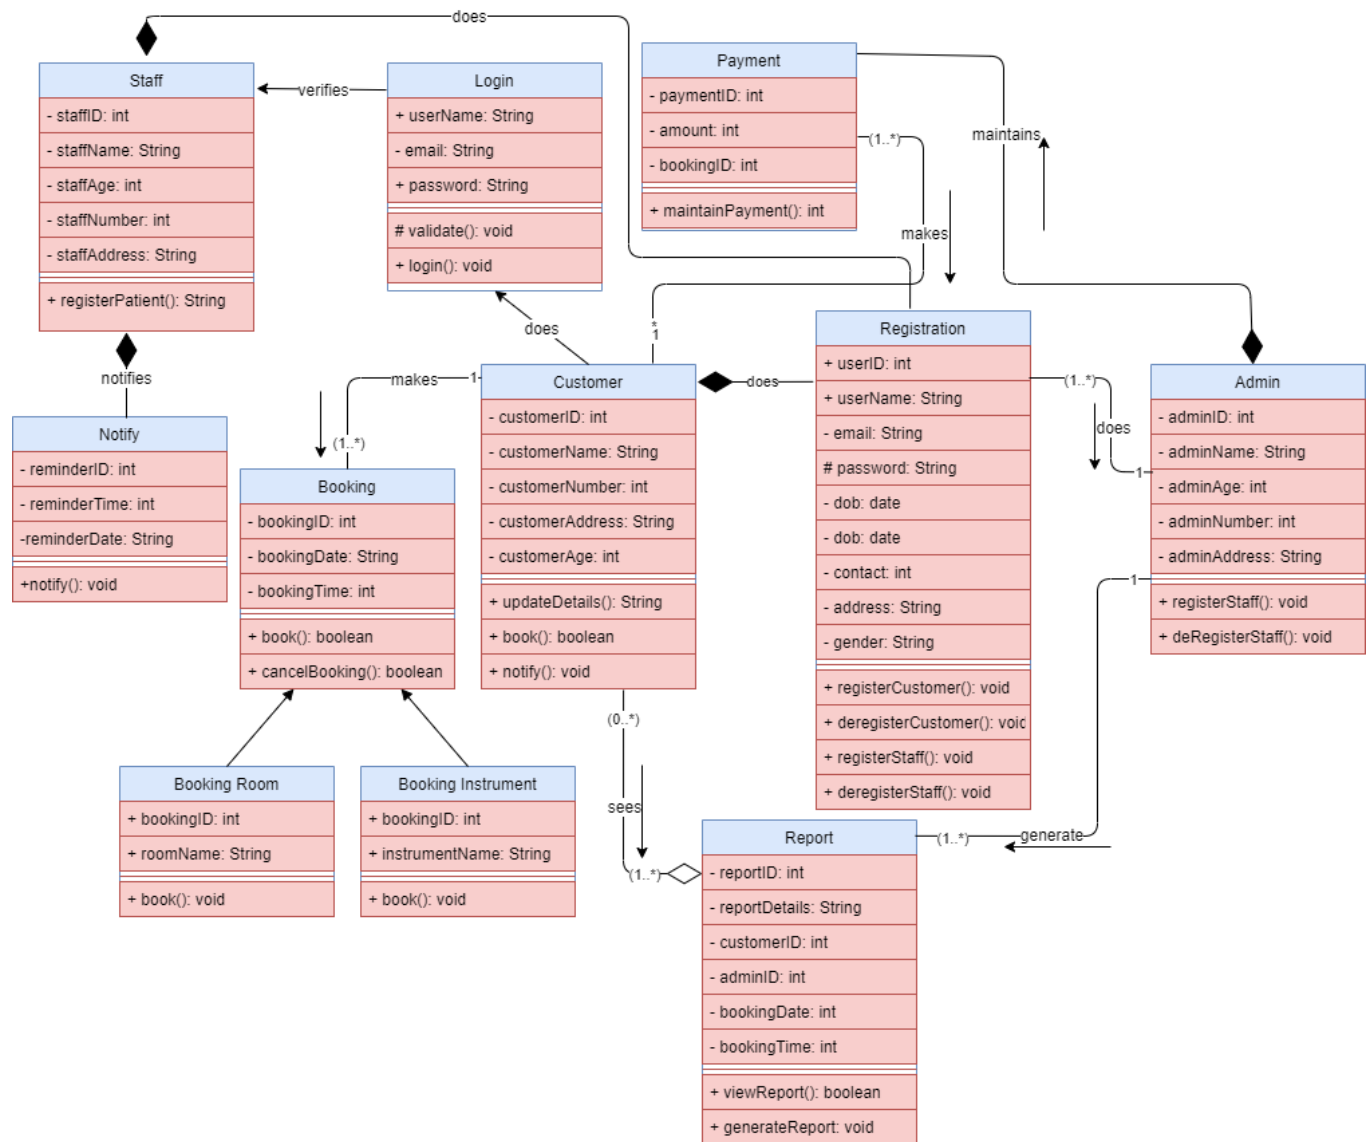 does
Staff
- staffID: int
- staffName: String
- staffAge: int
- staffNumber: int
- staffAddress: String
+ registerPatient(): String
verifies
Login
+ userName: String
- email: String
+ password: String
# validate(): void
+ login(): void
Payment
- paymentID: int
- amount: int
- bookingID: int
+ maintainPayment(): int
(1..*)
makes
*
1
maintains
does
notifies
Notify
- reminderID: int
- reminderTime: int
-reminderDate: String
+notify(): void
makes
1
(1..*)
Booking
- bookingID: int
- bookingDate: String
- bookingTime: int
+ book(): boolean
+ cancelBooking(): boolean
Customer
- customerID: int
- customerName: String
- customerNumber: int
- customerAddress: String
- customerAge: int
+ updateDetails(): String
+ book(): boolean
+ notify(): void
does
Registration
+ userID: int
+ userName: String
- email: String
# password: String
- dob: date
- dob: date
- contact: int
- address: String
- gender: String
+ registerCustomer(): void
+ deregisterCustomer(): void
+ registerStaff(): void
+ deregisterStaff(): void
(1..*)
does
1
Admin
- adminID: int
- adminName: String
- adminAge: int
- adminNumber: int
- adminAddress: String
+ registerStaff(): void
+ deRegisterStaff(): void
1
Booking Room
+ bookingID: int
+ roomName: String
+ book(): void
Booking Instrument
+ bookingID: int
+ instrumentName: String
+ book(): void
(0..*)
sees
(1..*)
Report
- reportID: int
- reportDetails: String
- customerID: int
- adminID: int
- bookingDate: int
- bookingTime: int
+ viewReport(): boolean
+ generateReport: void
(1..*)
generate